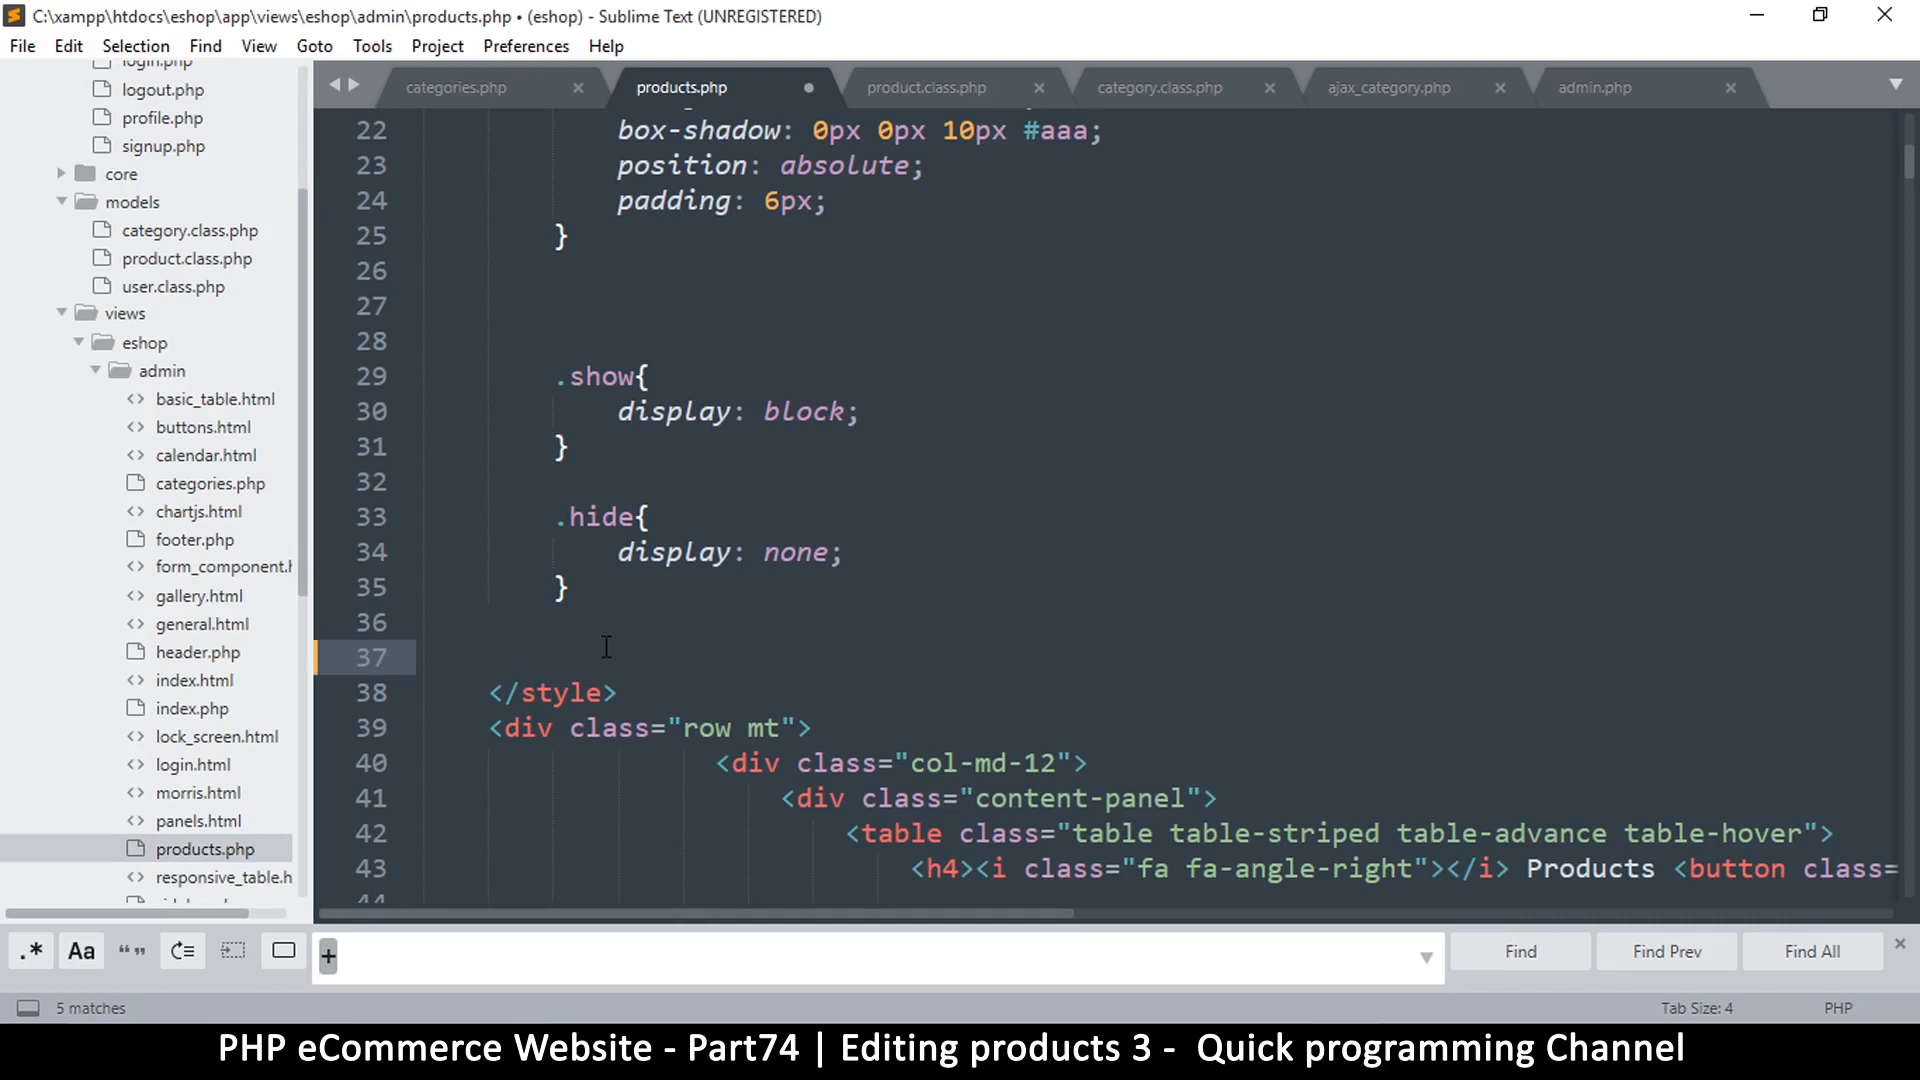 C:\xampp\htdocs\eshop\app\views\eshop\admin\products.php • (eshop) - Sublime Text (UNREGISTERED)
File Edit Selection Find View Goto Tools Project Preferences Help
login.php
logout.php
profile.php
signup.php
core
models
category.class.php
product.class.php
user.class.php
views
eshop
admin
basic_table.html
buttons.html
calendar.html
categories.php
chartjs.html
footer.php
form_component.h
gallery.html
general.html
header.php
index.html
index.php
lock_screen.html
login.html
morris.html
panels.html
products.php
responsive_table.h
categories.php products.php product.class.php category.class.php ajax_category.php admin.php
22 box-shadow: 0px 0px 10px #aaa;
23 position: absolute;
24 padding: 6px;
25 }
26
27
28
29 .show{
30 display: block;
31 }
32
33 .hide{
34 display: none;
35 }
36
37
38 </style>
39 <div class="row mt">
40 <div class="col-md-12">
41 <div class="content-panel">
42 <table class="table table-striped table-advance table-hover">
43 <h4><i class="fa fa-angle-right"></i> Products <button class=
44
.* Aa “” + Find Find Prev Find All
5 matches Tab Size: 4 PHP
PHP eCommerce Website - Part74 | Editing products 3 - Quick programming Channel